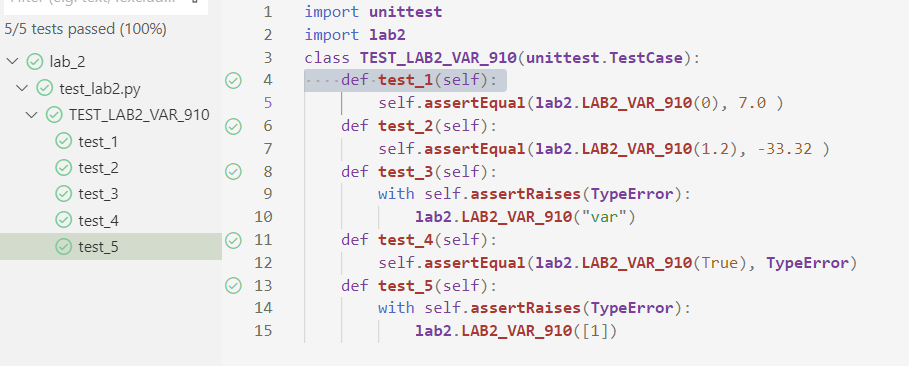 5/5 tests passed (100%)
lab_2
test_lab2.py
TEST_LAB2_VAR_910
test_1
test_2
test_3
test_4
test_5
1 import unittest
2 import lab2
3 class TEST_LAB2_VAR_910(unittest.TestCase):
4     def test_1(self):
5         self.assertEqual(lab2.LAB2_VAR_910(0), 7.0 )
6     def test_2(self):
7         self.assertEqual(lab2.LAB2_VAR_910(1.2), -33.32 )
8     def test_3(self):
9         with self.assertRaises(TypeError):
10             lab2.LAB2_VAR_910("var")
11     def test_4(self):
12         self.assertEqual(lab2.LAB2_VAR_910(True), TypeError)
13     def test_5(self):
14         with self.assertRaises(TypeError):
15             lab2.LAB2_VAR_910([1])